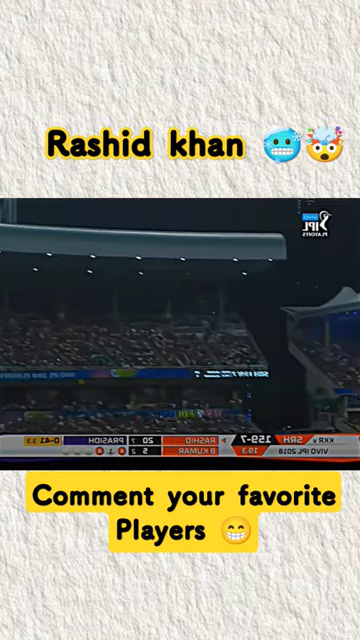 Rashid khan 🥶🤯
VIVO
IPL
PLAYOFFS
KKR v SRH 159-7 RASHID 20 7 PRASIDH 0-41 3.3
VIVO IPL 2018 19.3 B KUMAR 5 2
Comment your favorite
Players 😁